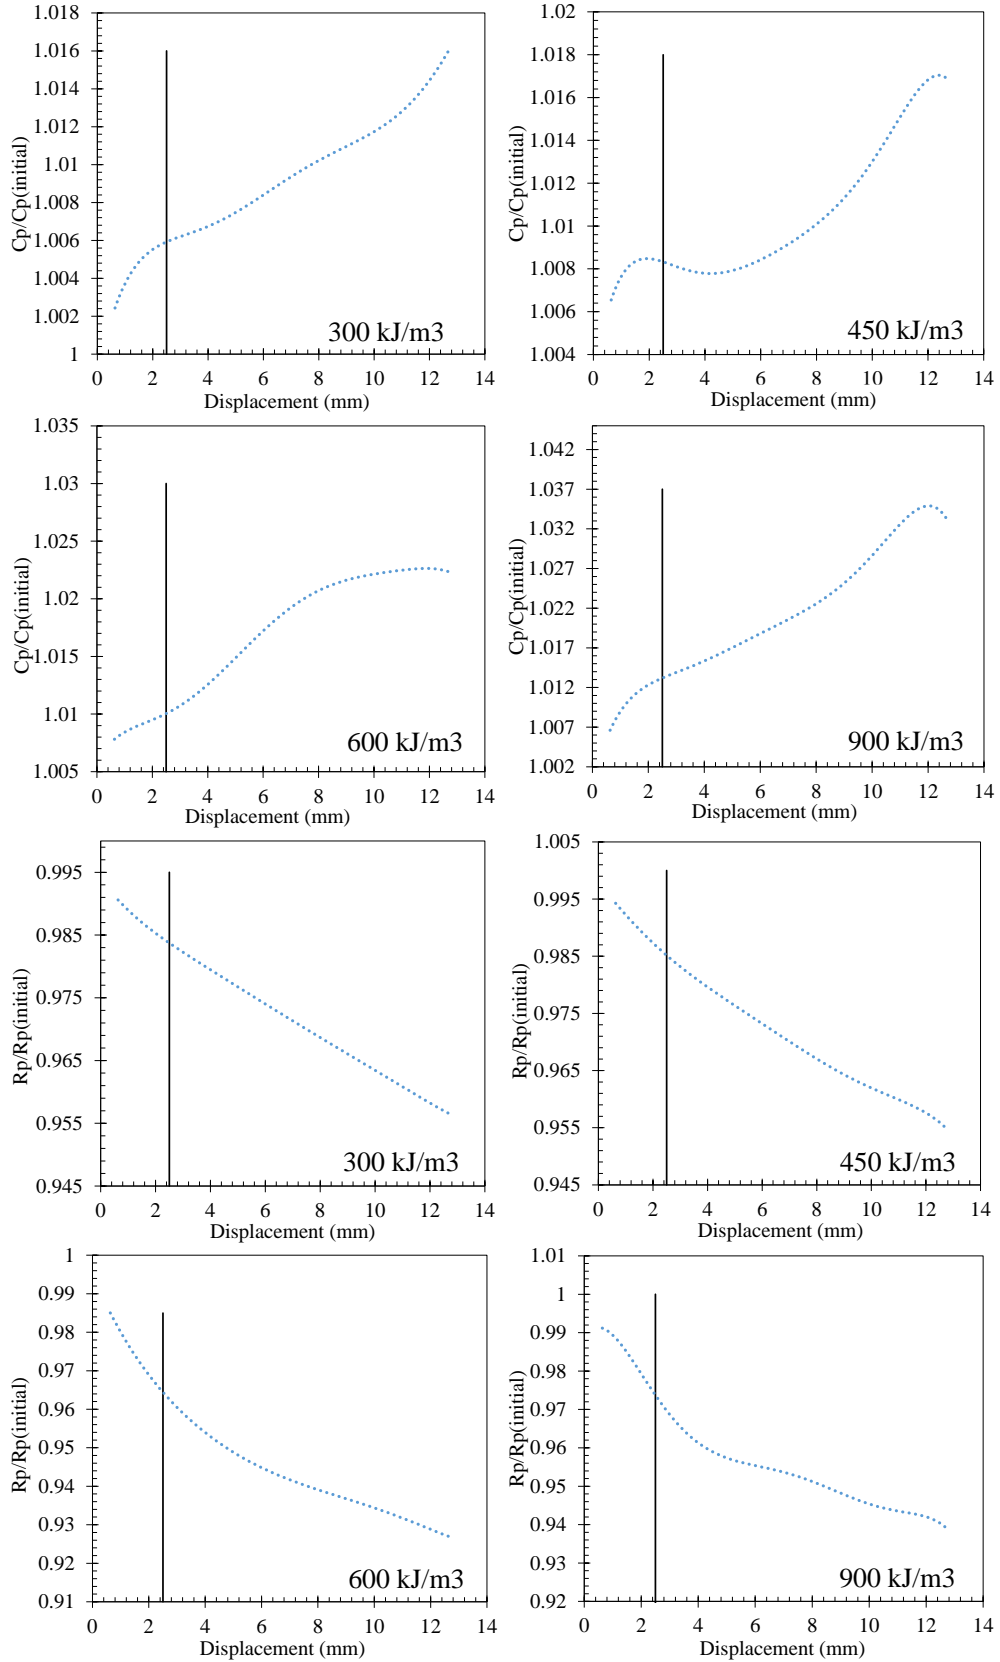 Cp/Cp(initial)
1.018
1.016
1.014
1.012
1.01
1.008
1.006
1.004
1.002
1
300 kJ/m3
0 2 4 6 8 10 12 14
Displacement (mm)
Cp/Cp(initial)
1.02
1.018
1.016
1.014
1.012
1.01
1.008
1.006
1.004
450 kJ/m3
0 2 4 6 8 10 12 14
Displacement (mm)
Cp/Cp(initial)
1.035
1.03
1.025
1.02
1.015
1.01
1.005
600 kJ/m3
0 2 4 6 8 10 12 14
Displacement (mm)
Cp/Cp(initial)
1.042
1.037
1.032
1.027
1.022
1.017
1.012
1.007
1.002
900 kJ/m3
0 2 4 6 8 10 12 14
Displacement (mm)
Rp/Rp(initial)
0.995
0.985
0.975
0.965
0.955
0.945
300 kJ/m3
0 2 4 6 8 10 12 14
Displacement (mm)
Rp/Rp(initial)
1.005
0.995
0.985
0.975
0.965
0.955
0.945
450 kJ/m3
0 2 4 6 8 10 12 14
Displacement (mm)
Rp/Rp(initial)
1
0.99
0.98
0.97
0.96
0.95
0.94
0.93
0.92
0.91
600 kJ/m3
0 2 4 6 8 10 12 14
Displacement (mm)
Rp/Rp(initial)
1.01
1
0.99
0.98
0.97
0.96
0.95
0.94
0.93
0.92
900 kJ/m3
0 2 4 6 8 10 12 14
Displacement (mm)